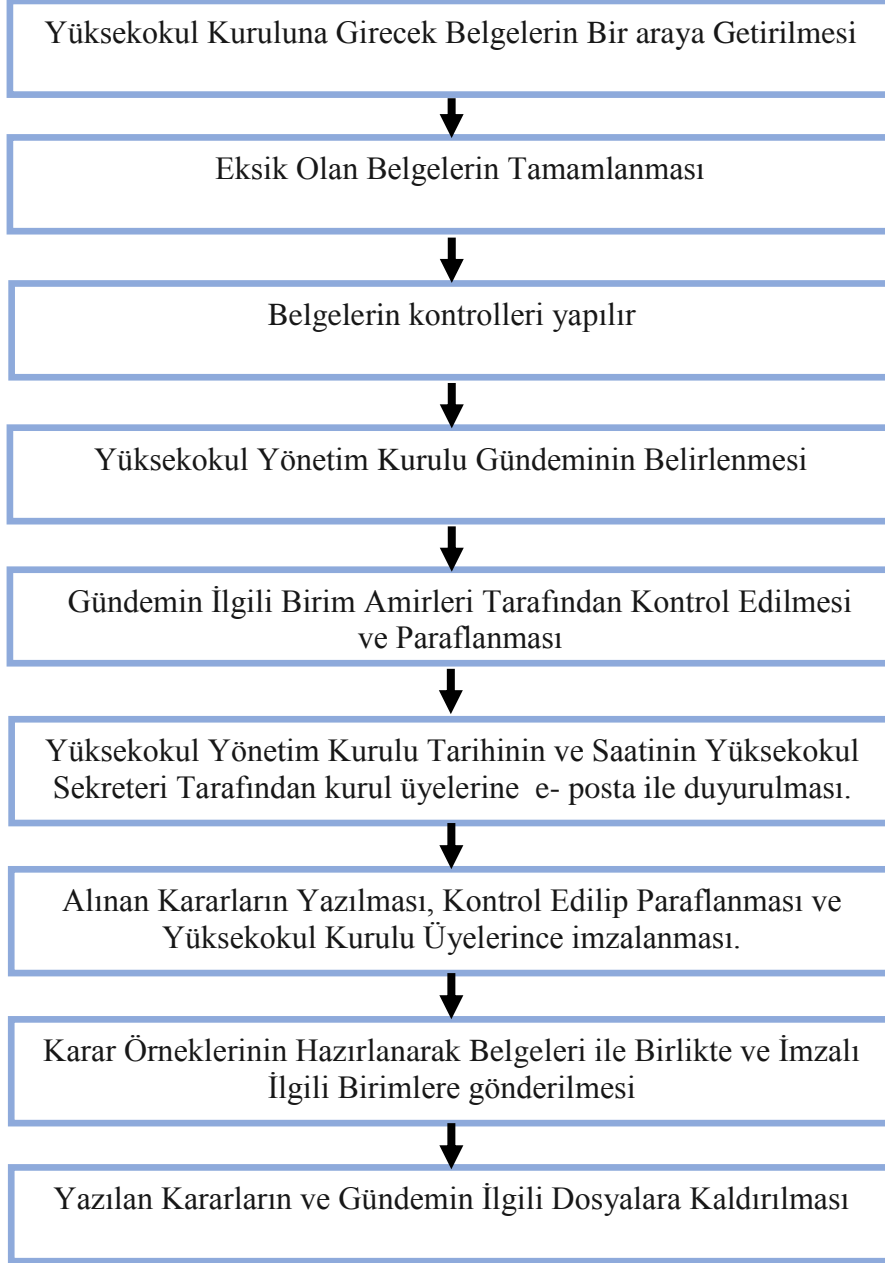 Yüksekokul Kuruluna Girecek Belgelerin Bir araya Getirilmesi
Eksik Olan Belgelerin Tamamlanması
Belgelerin kontrolleri yapılır
Yüksekokul Yönetim Kurulu Gündeminin Belirlenmesi
Gündemin İlgili Birim Amirleri Tarafından Kontrol Edilmesi
ve Paraflanması
Yüksekokul Yönetim Kurulu Tarihinin ve Saatinin Yüksekokul
Sekreteri Tarafından kurul üyelerine e- posta ile duyurulması.
Alınan Kararların Yazılması, Kontrol Edilip Paraflanması ve
Yüksekokul Kurulu Üyelerince imzalanması.
Karar Örneklerinin Hazırlanarak Belgeleri ile Birlikte ve İmzalı
İlgili Birimlere gönderilmesi
Yazılan Kararların ve Gündemin İlgili Dosyalara Kaldırılması